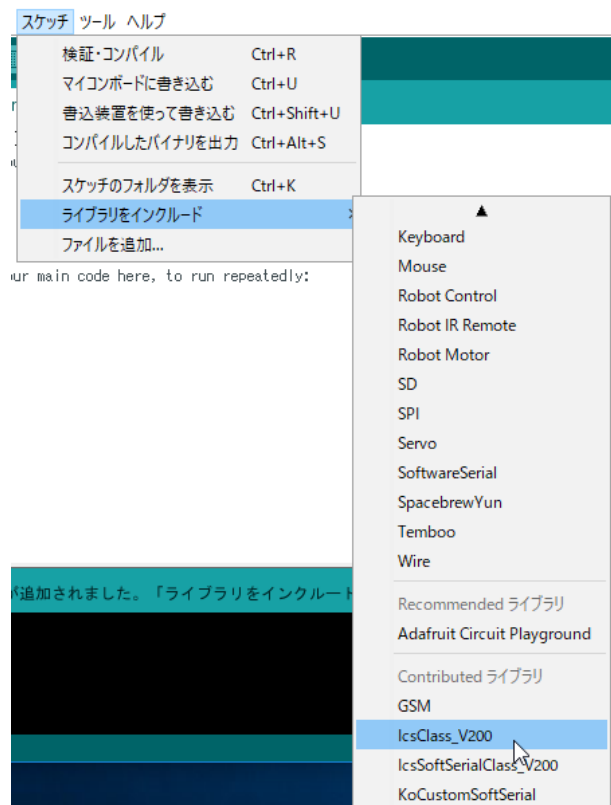 スケッチ ツール ヘルプ
検証・コンパイル Ctrl+R
マイコンボードに書き込む Ctrl+U
書込装置を使って書き込む Ctrl+Shift+U
コンパイルしたバイナリを出力 Ctrl+Alt+S
スケッチのフォルダを表示 Ctrl+K
ライブラリをインクルード
ファイルを追加...
ur main code here, to run repeatedly:
▲
Keyboard
Mouse
Robot Control
Robot IR Remote
Robot Motor
SD
SPI
Servo
SoftwareSerial
SpacebrewYun
Temboo
Wire
Recommended ライブラリ
Adafruit Circuit Playground
Contributed ライブラリ
GSM
IcsClass_V200
IcsSoftSerialClass_V200
KoCustomSoftSerial
が追加されました。「ライブラリをインクルード